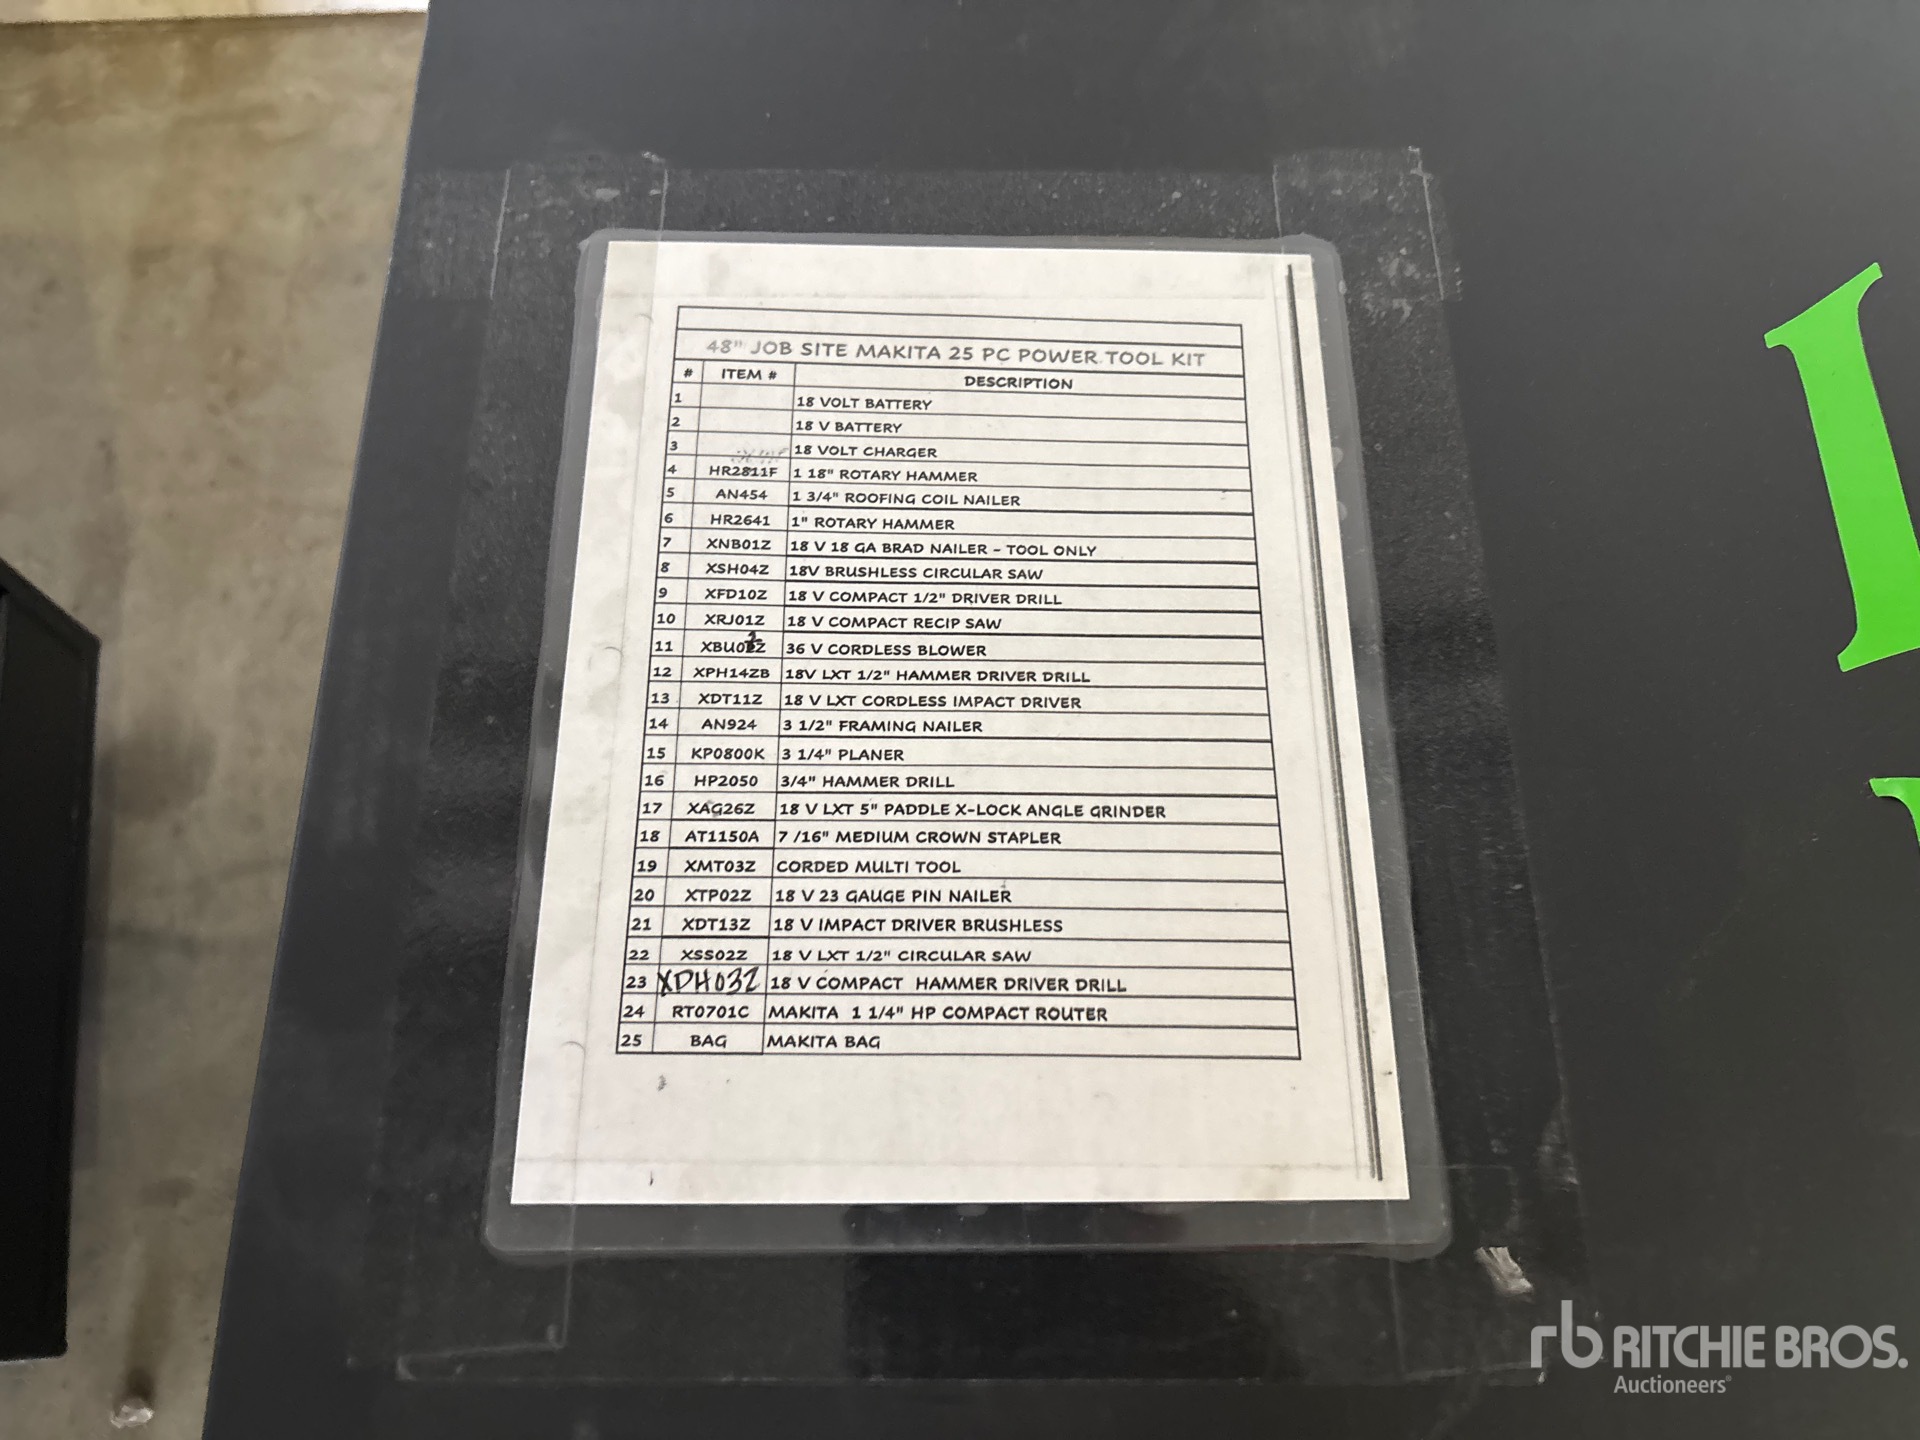 48" JOB SITE MAKITA 25 PC POWER TOOL KIT
# ITEM # DESCRIPTION
1 18 VOLT BATTERY
2 18 V BATTERY
3 18 VOLT CHARGER
4 HR2811F 1 18" ROTARY HAMMER
5 AN454 1 3/4" ROOFING COIL NAILER
6 HR2641 1" ROTARY HAMMER
7 XNB01Z 18 V 18 GA BRAD NAILER - TOOL ONLY
8 XSH04Z 18V BRUSHLESS CIRCULAR SAW
9 XFD10Z 18 V COMPACT 1/2" DRIVER DRILL
10 XRJ01Z 18 V COMPACT RECIP SAW
11 XBU02Z 36 V CORDLESS BLOWER
12 XPH14ZB 18V LXT 1/2" HAMMER DRIVER DRILL
13 XDT11Z 18 V LXT CORDLESS IMPACT DRIVER
14 AN924 3 1/2" FRAMING NAILER
15 KP0800K 3 1/4" PLANER
16 HP2050 3/4" HAMMER DRILL
17 XAG26Z 18 V LXT 5" PADDLE X-LOCK ANGLE GRINDER
18 AT1150A 7 /16" MEDIUM CROWN STAPLER
19 XMT03Z CORDED MULTI TOOL
20 XTP02Z 18 V 23 GAUGE PIN NAILER
21 XDT13Z 18 V IMPACT DRIVER BRUSHLESS
22 XSS02Z 18 V LXT 1/2" CIRCULAR SAW
23 XPH03Z 18 V COMPACT HAMMER DRIVER DRILL
24 RT0701C MAKITA 1 1/4" HP COMPACT ROUTER
25 BAG MAKITA BAG
rb RITCHIE BROS.
Auctioneers